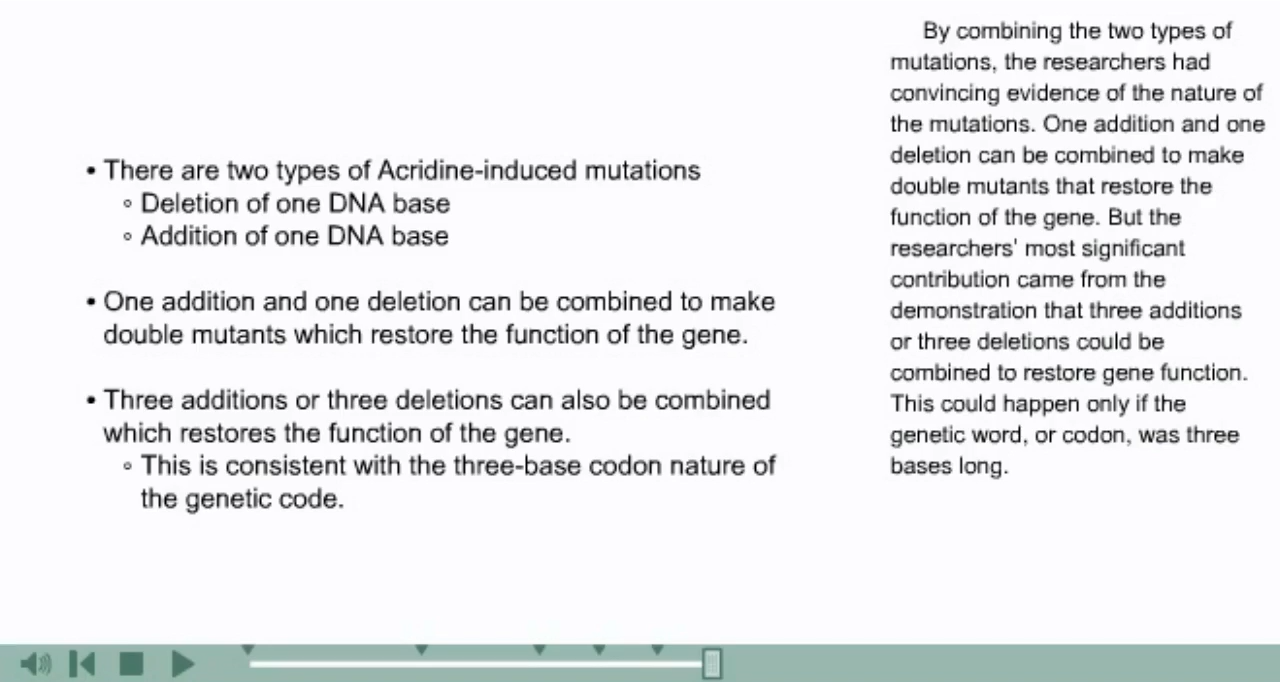 • There are two types of Acridine-induced mutations
◦ Deletion of one DNA base
◦ Addition of one DNA base
• One addition and one deletion can be combined to make
double mutants which restore the function of the gene.
• Three additions or three deletions can also be combined
which restores the function of the gene.
◦ This is consistent with the three-base codon nature of
the genetic code.
By combining the two types of
mutations, the researchers had
convincing evidence of the nature of
the mutations. One addition and one
deletion can be combined to make
double mutants that restore the
function of the gene. But the
researchers' most significant
contribution came from the
demonstration that three additions
or three deletions could be
combined to restore gene function.
This could happen only if the
genetic word, or codon, was three
bases long.